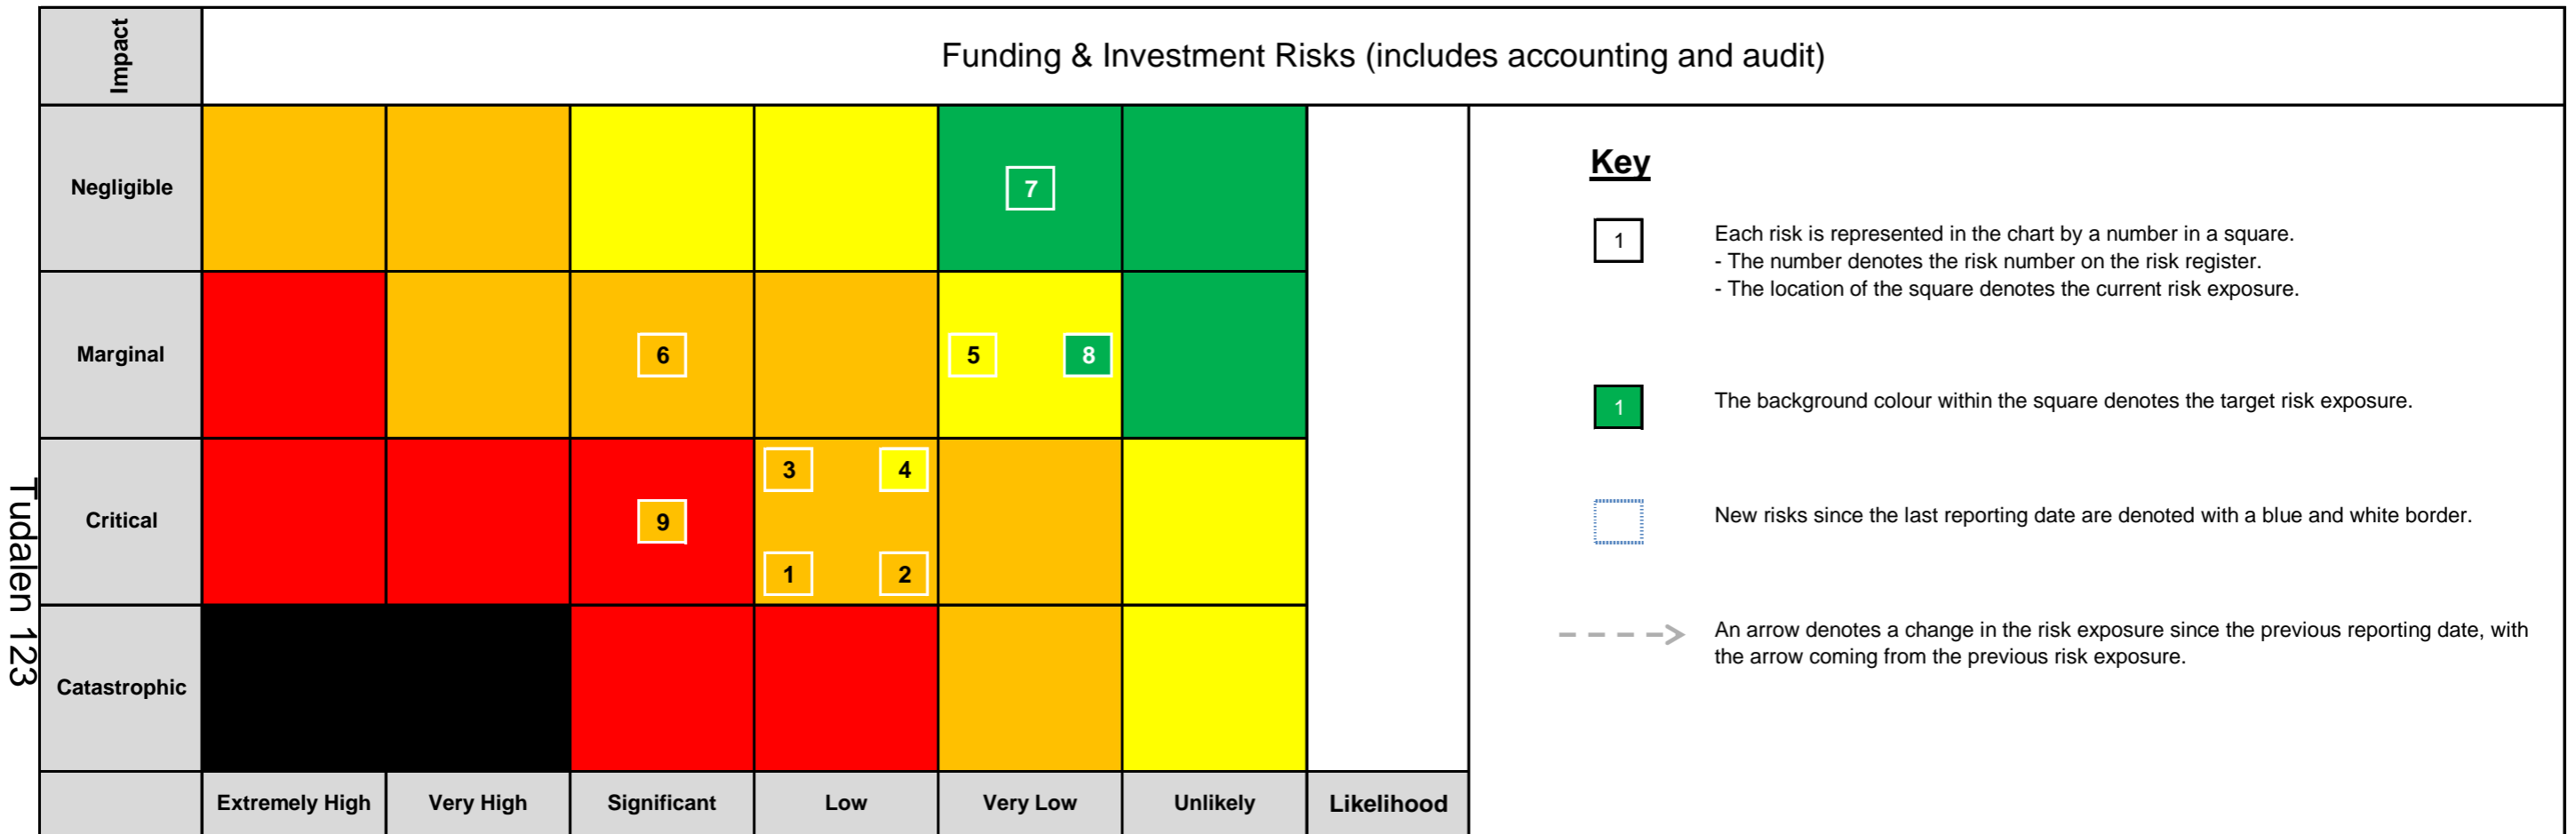 Impact
Funding & Investment Risks (includes accounting and audit)
Negligible
7
Marginal
6
5
8
Critical
3
4
9
1
2
Catastrophic
Extremely High
Very High
Significant
Low
Very Low
Unlikely
Likelihood
Key
1
Each risk is represented in the chart by a number in a square.
- The number denotes the risk number on the risk register.
- The location of the square denotes the current risk exposure.
1
The background colour within the square denotes the target risk exposure.
New risks since the last reporting date are denoted with a blue and white border.
An arrow denotes a change in the risk exposure since the previous reporting date, with
the arrow coming from the previous risk exposure.
Tudalen 123